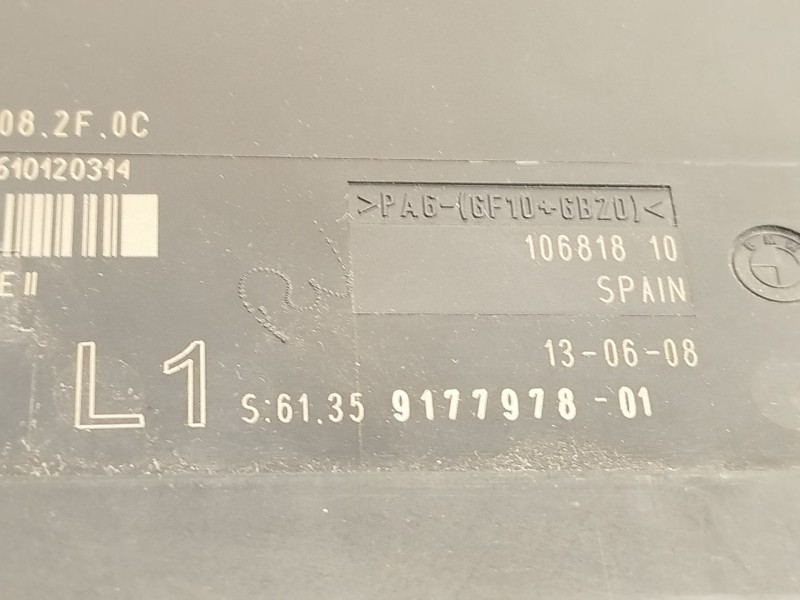 08.2F.0C
610120314
>PA6-(GF10+GB20)<
106818 10
SPAIN
E II
13-06-08
L1
S:61.35 9177978-01